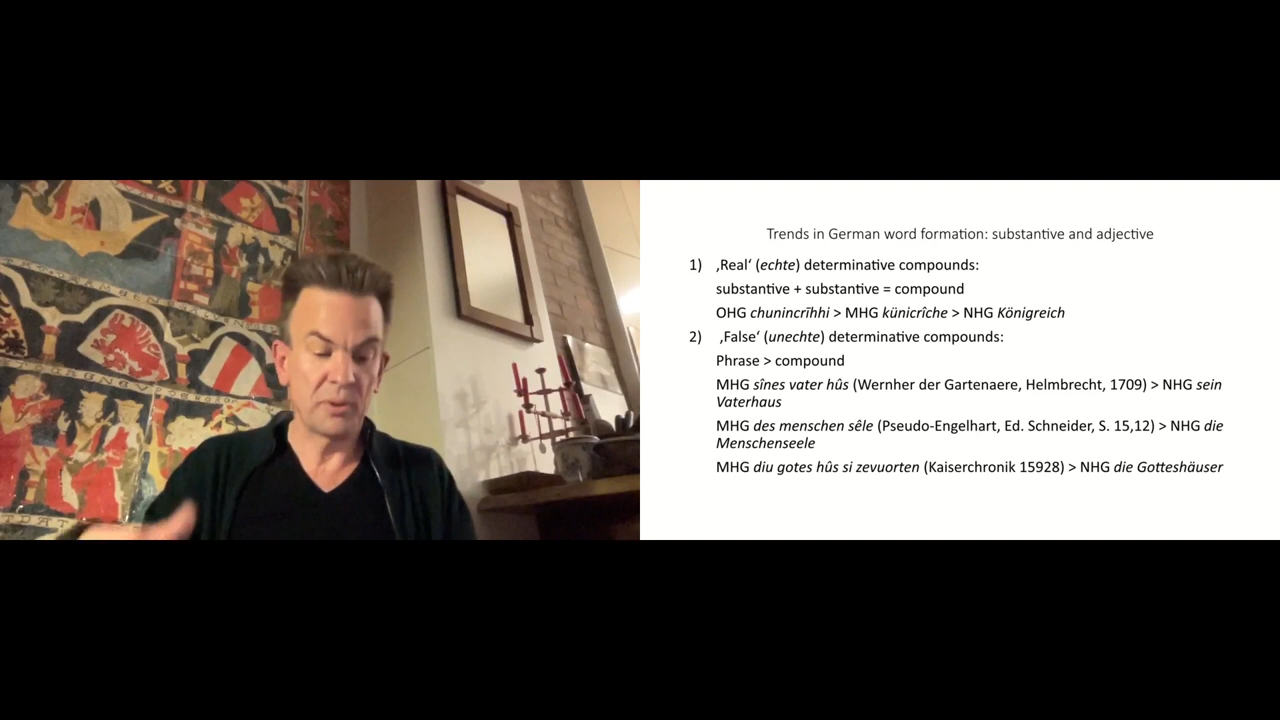 Trends in German word formation: substantive and adjective
1) ‚Real‘ (echte) determinative compounds:
substantive + substantive = compound
OHG chunincrīhhi > MHG künicrîche > NHG Königreich
2) ‚False‘ (unechte) determinative compounds:
Phrase > compound
MHG sînes vater hûs (Wernher der Gartenaere, Helmbrecht, 1709) > NHG sein
Vaterhaus
MHG des menschen sêle (Pseudo-Engelhart, Ed. Schneider, S. 15,12) > NHG die
Menschenseele
MHG diu gotes hûs si zevuorten (Kaiserchronik 15928) > NHG die Gotteshäuser